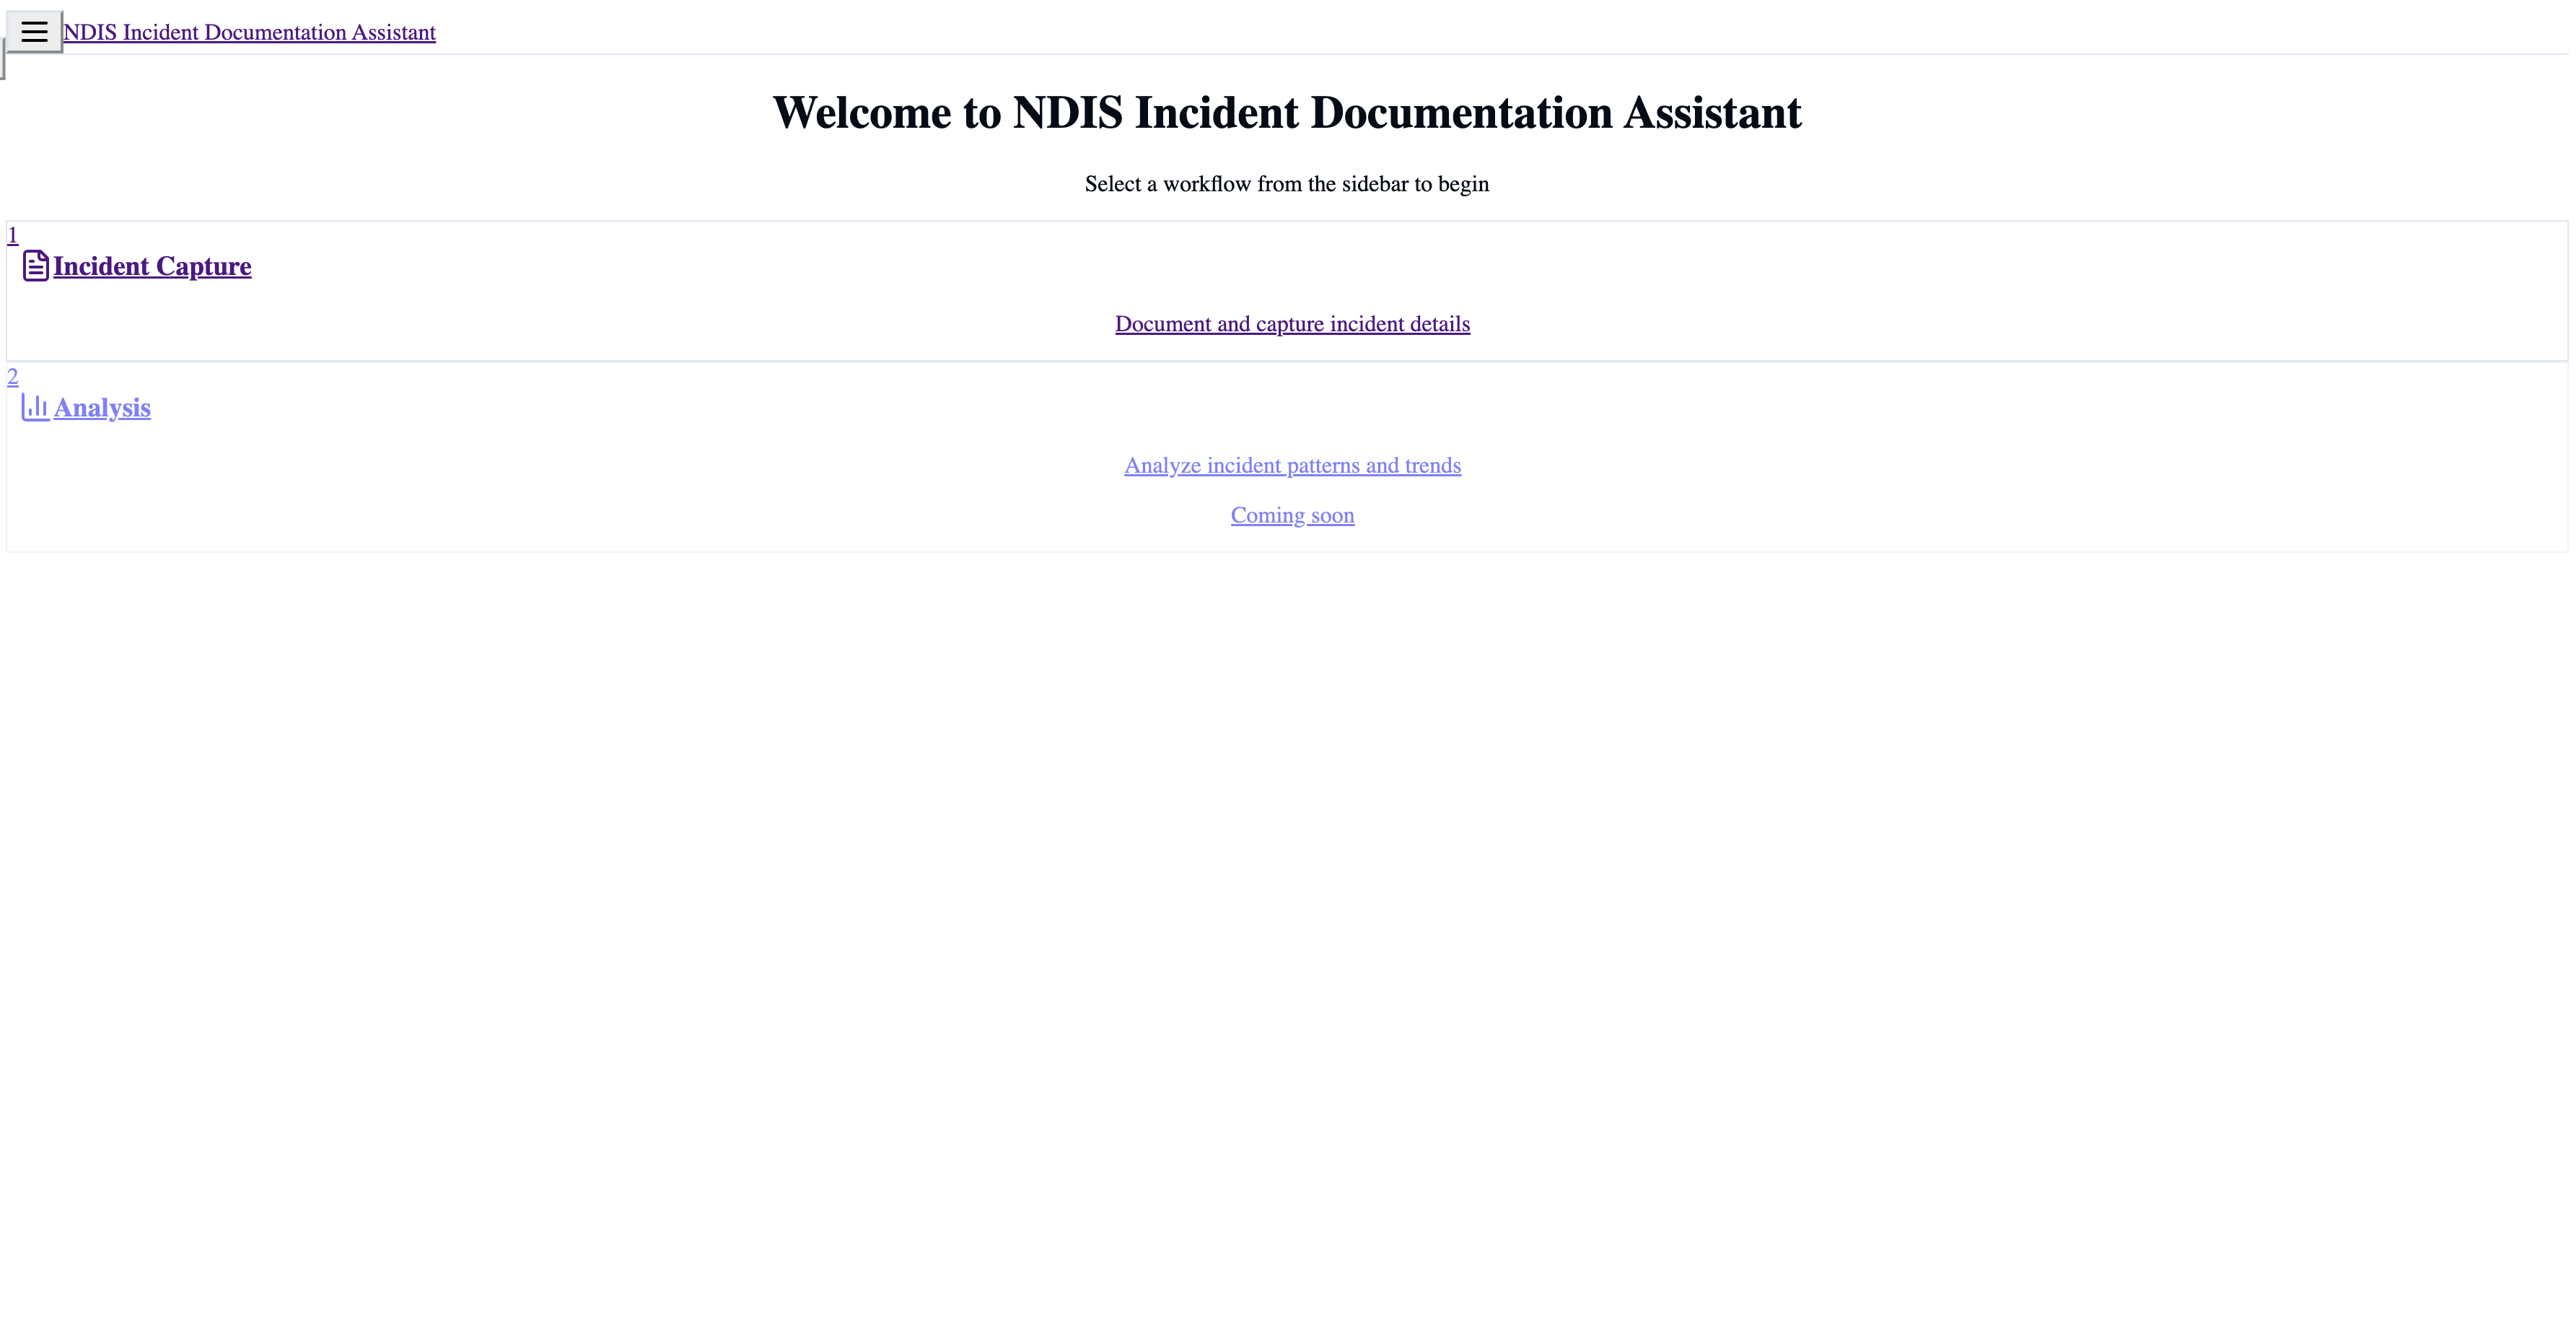 NDIS Incident Documentation Assistant
Welcome to NDIS Incident Documentation Assistant
Select a workflow from the sidebar to begin
1
Incident Capture
Document and capture incident details
2
Analysis
Analyze incident patterns and trends
Coming soon